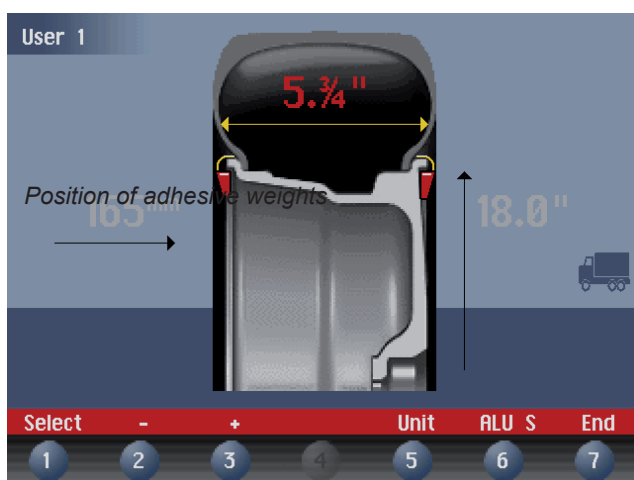 User 1
5.¾"
Position of adhesive weights
165mm
18.0"
Select - + Unit ALU S End
1 2 3 4 5 6 7